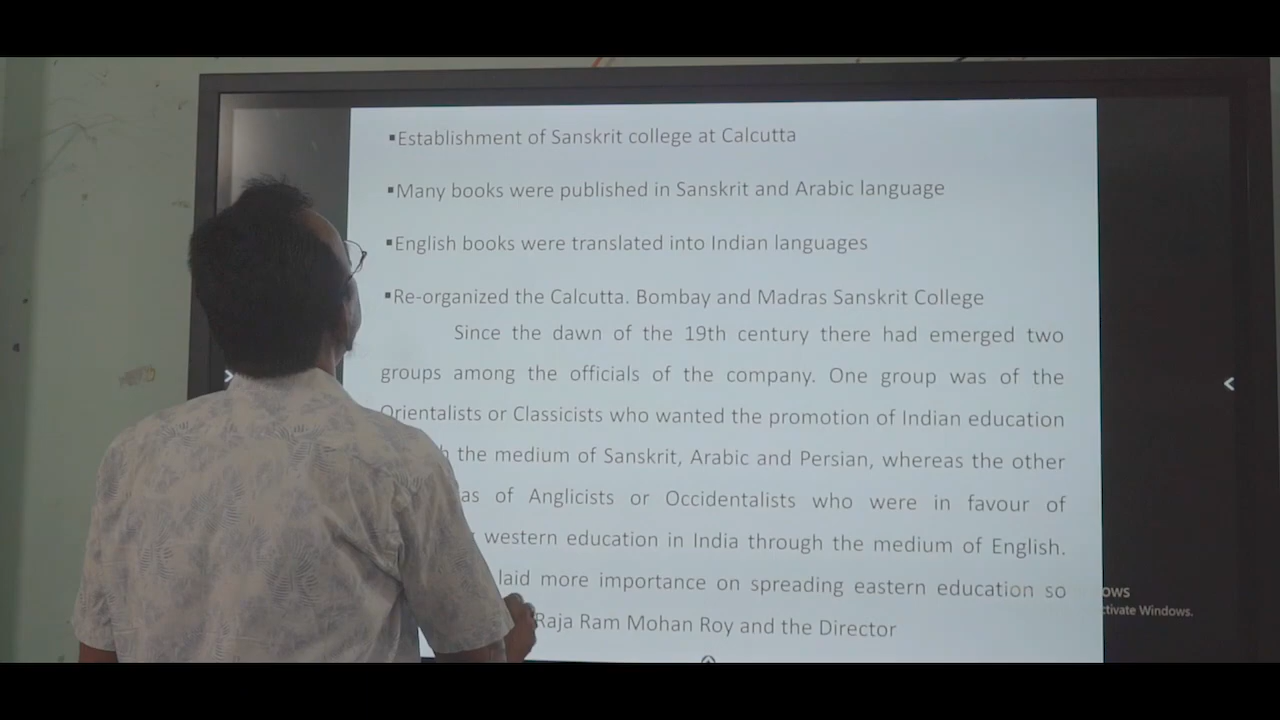 ▪Establishment of Sanskrit college at Calcutta
▪Many books were published in Sanskrit and Arabic language
▪English books were translated into Indian languages
▪Re-organized the Calcutta. Bombay and Madras Sanskrit College
Since the dawn of the 19th century there had emerged two
groups among the officials of the company. One group was of the
Orientalists or Classicists who wanted the promotion of Indian education
the medium of Sanskrit, Arabic and Persian, whereas the other
of Anglicists or Occidentalists who were in favour of
western education in India through the medium of English.
laid more importance on spreading eastern education so
Raja Ram Mohan Roy and the Director
Windows.